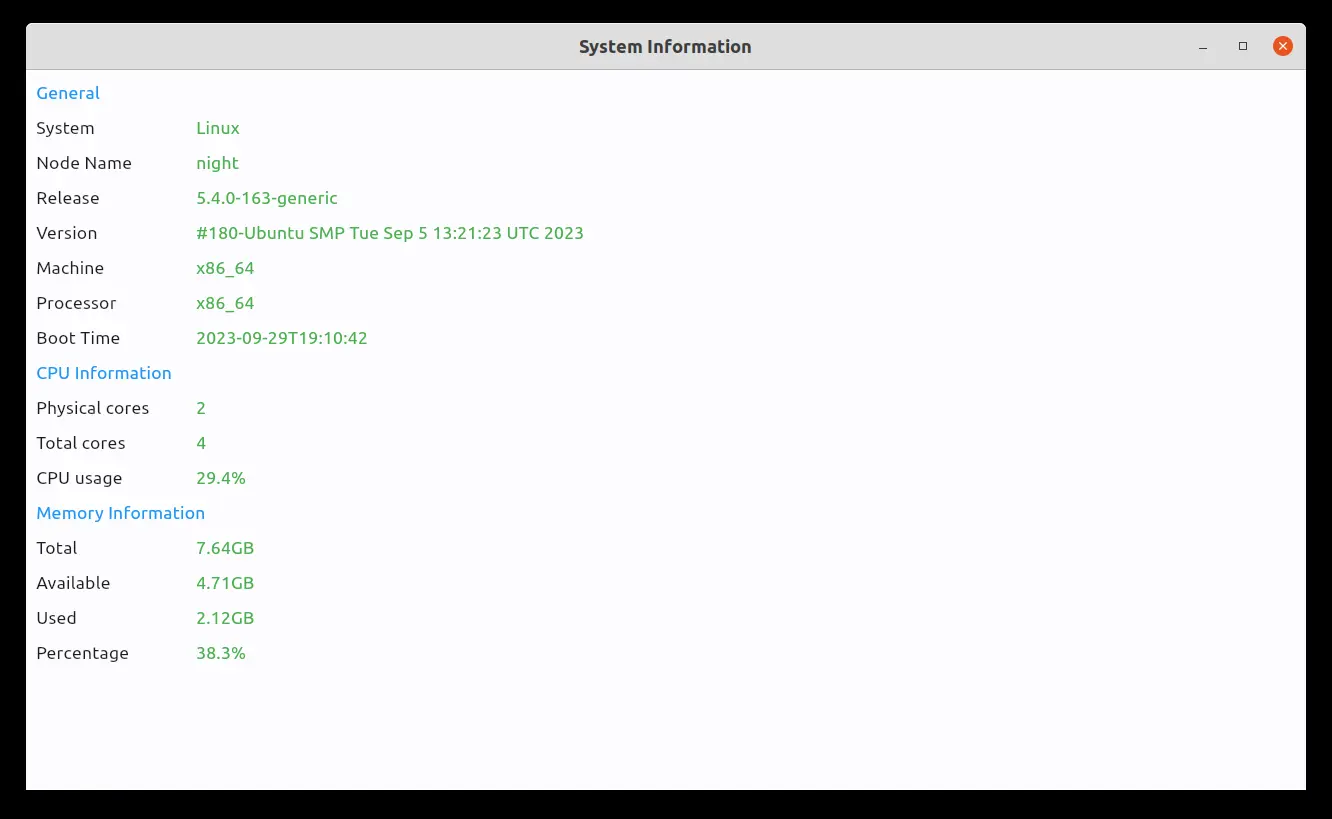 System Information
General
System Linux
Node Name night
Release 5.4.0-163-generic
Version #180-Ubuntu SMP Tue Sep 5 13:21:23 UTC 2023
Machine x86_64
Processor x86_64
Boot Time 2023-09-29T19:10:42
CPU Information
Physical cores 2
Total cores 4
CPU usage 29.4%
Memory Information
Total 7.64GB
Available 4.71GB
Used 2.12GB
Percentage 38.3%